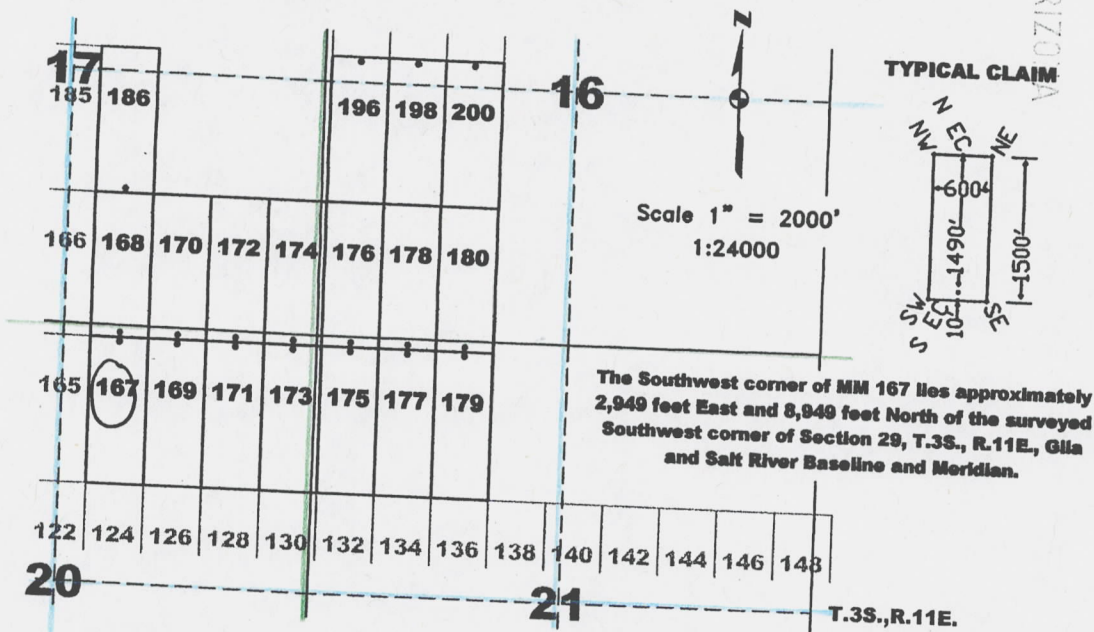 RIZONA
17
185 186
196 198 200
16
N
TYPICAL CLAIM
N EC
NW
NE
600'
1490'
1500'
10'
S EC
SW
SE
Scale 1" = 2000'
1:24000
166 168 170 172 174 176 178 180
165 167 169 171 173 175 177 179
The Southwest corner of MM 167 lies approximately
2,949 feet East and 8,949 feet North of the surveyed
Southwest corner of Section 29, T.3S., R.11E., Gila
and Salt River Baseline and Meridian.
122 124 126 128 130 132 134 136 138 140 142 144 146 148
20
21
T.3S.,R.11E.